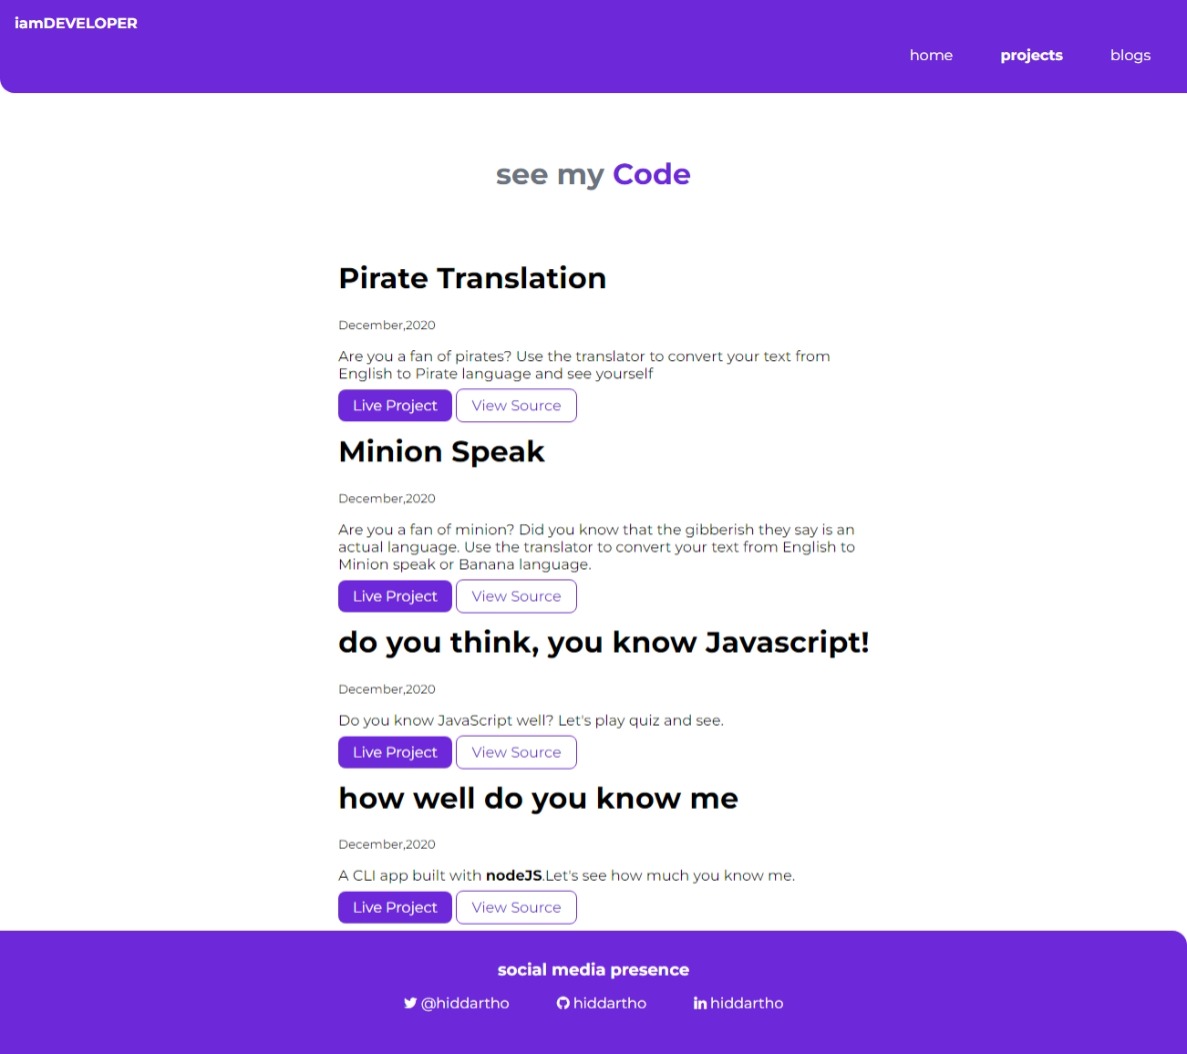 iamDEVELOPER
home projects blogs
see my Code
Pirate Translation
December,2020
Are you a fan of pirates? Use the translator to convert your text from
English to Pirate language and see yourself
Live Project View Source
Minion Speak
December,2020
Are you a fan of minion? Did you know that the gibberish they say is an
actual language. Use the translator to convert your text from English to
Minion speak or Banana language.
Live Project View Source
do you think, you know Javascript!
December,2020
Do you know JavaScript well? Let's play quiz and see.
Live Project View Source
how well do you know me
December,2020
A CLI app built with nodeJS.Let's see how much you know me.
Live Project View Source
social media presence
@hiddartho hiddartho hiddartho